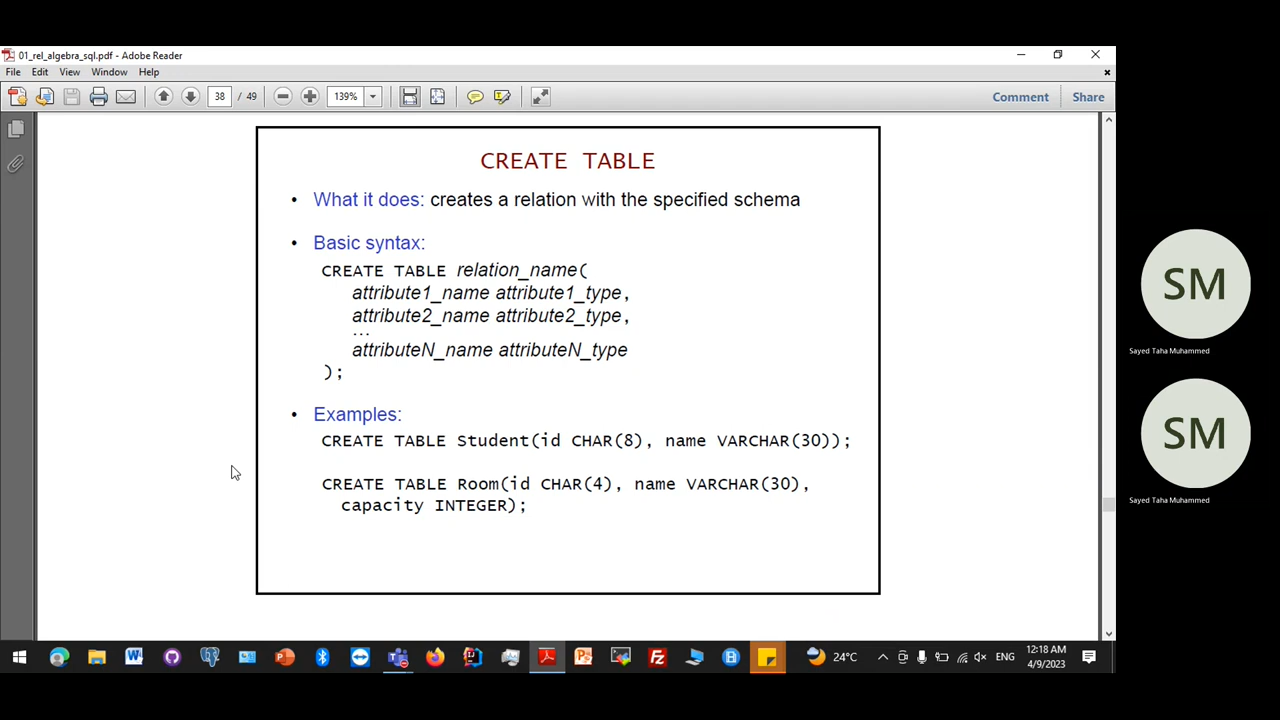 01_rel_algebra_sql.pdf - Adobe Reader
File Edit View Window Help
38 / 49 139% Comment Share
CREATE TABLE
• What it does: creates a relation with the specified schema
• Basic syntax:
CREATE TABLE relation_name(
attribute1_name attribute1_type,
attribute2_name attribute2_type,
...
attributeN_name attributeN_type
);
• Examples:
CREATE TABLE Student(id CHAR(8), name VARCHAR(30));
CREATE TABLE Room(id CHAR(4), name VARCHAR(30),
capacity INTEGER);
SM
Sayed Taha Muhammed
SM
Sayed Taha Muhammed
24°C ENG 12:18 AM
4/9/2023